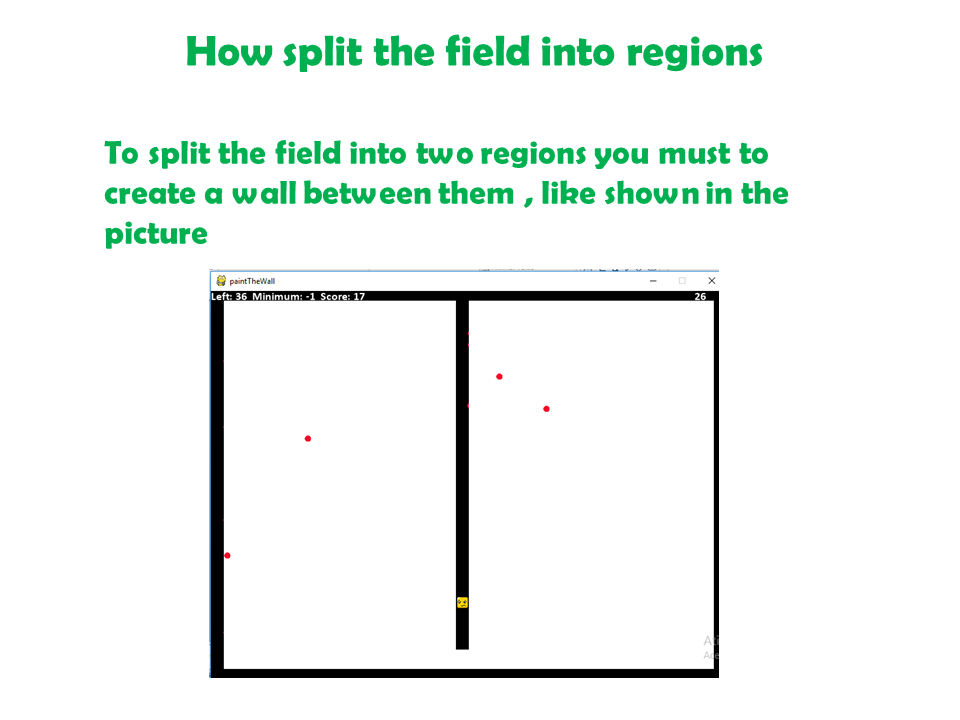 How split the field into regions
To split the field into two regions you must to
create a wall between them , like shown in the
picture
paintTheWall
Left: 36 Minimum: -1 Score: 17 26